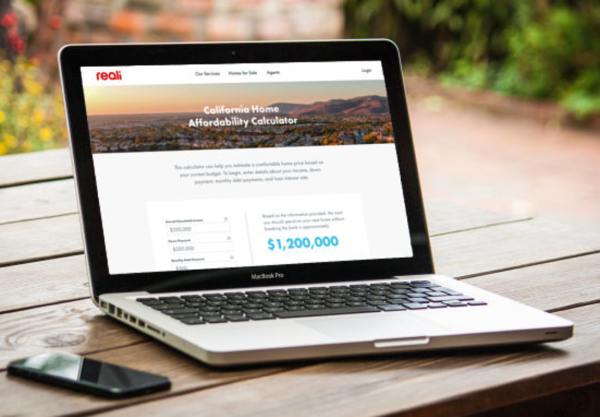 reali
Our Services Homes for Sale Agents Login
California Home
Affordability Calculator
This calculator can help you estimate a comfortable home price based on
your current budget. To begin, enter details about your income, down
payment, monthly debt payments, and loan interest rate.
Annual Household Income
$200,000
Down Payment
$200,000
Monthly Debt Payment
Based on the information provided, the max
you should spend on your next home without
breaking the bank is approximately:
$1,200,000
MacBook Pro